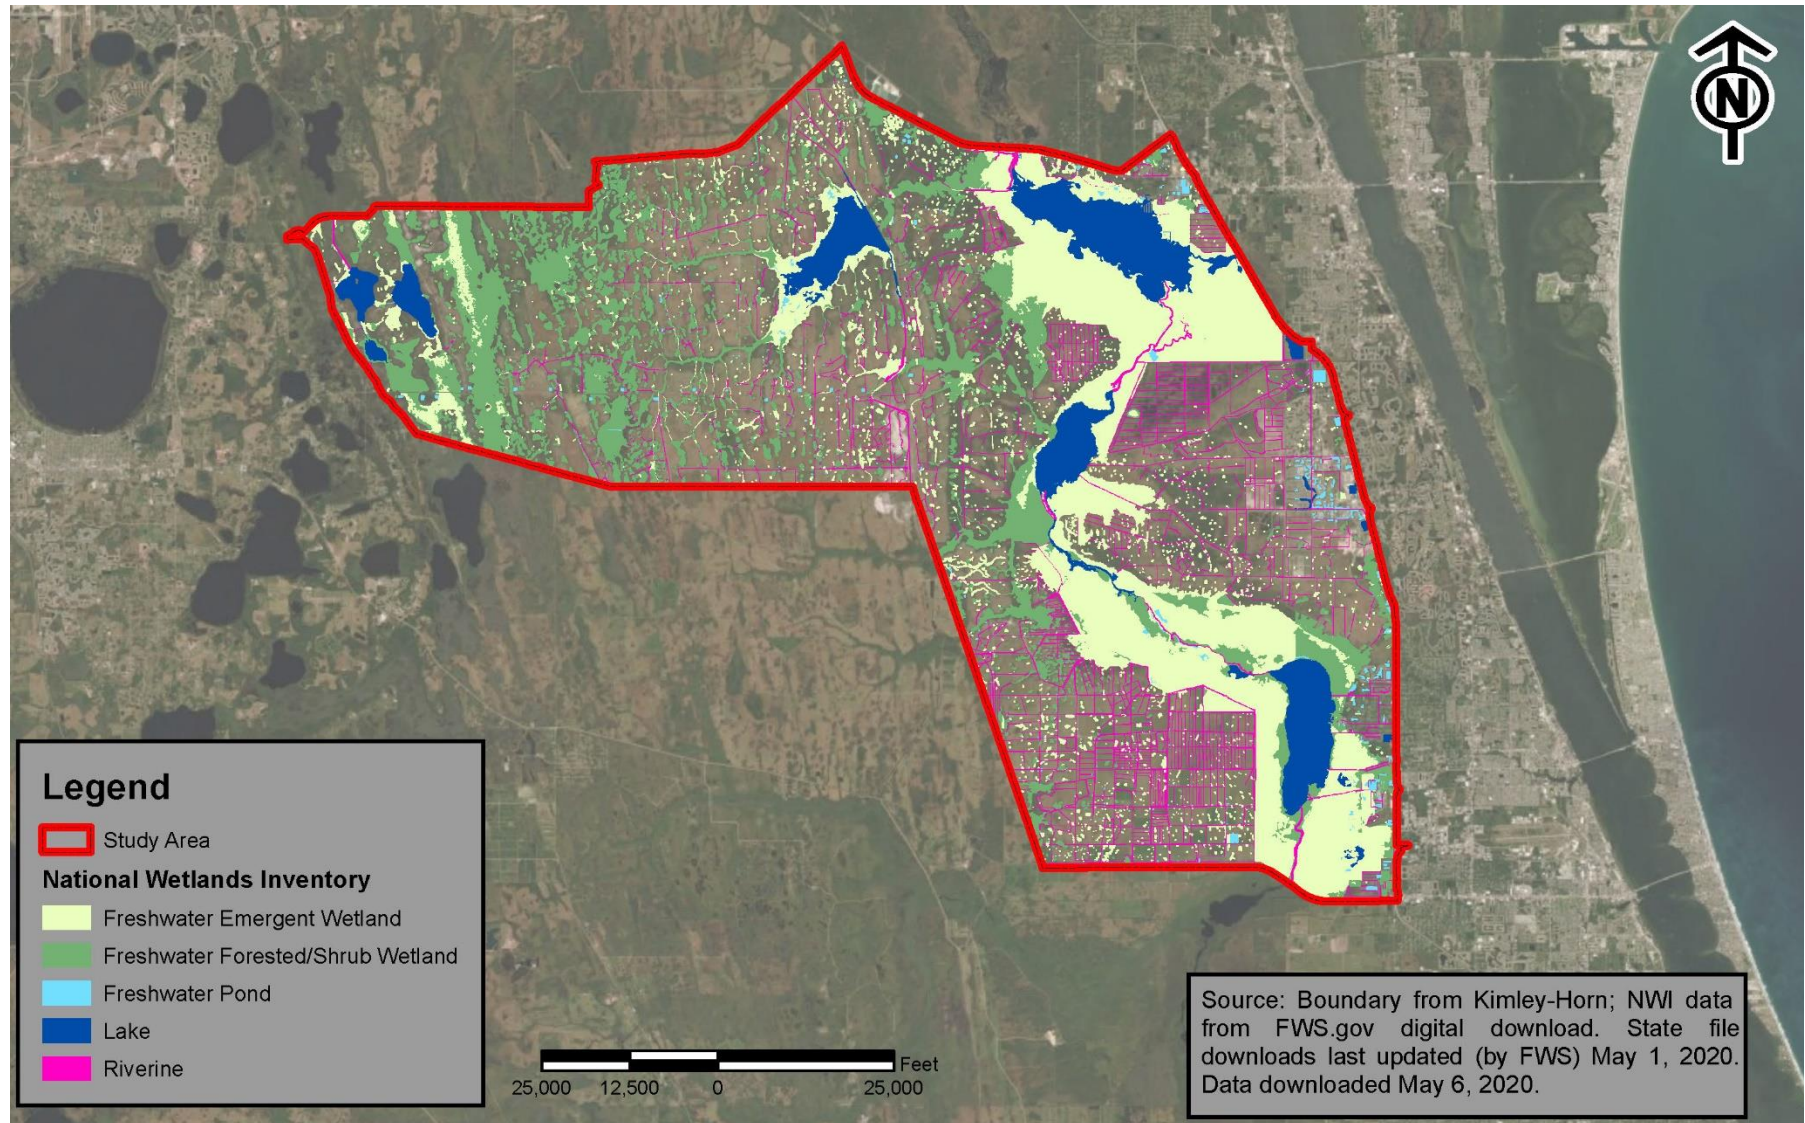 N
Legend
Study Area
National Wetlands Inventory
Freshwater Emergent Wetland
Freshwater Forested/Shrub Wetland
Freshwater Pond
Lake
Riverine
Feet
25,000 12,500 0 25,000
Source: Boundary from Kimley-Horn; NWI data
from FWS.gov digital download. State file
downloads last updated (by FWS) May 1, 2020.
Data downloaded May 6, 2020.